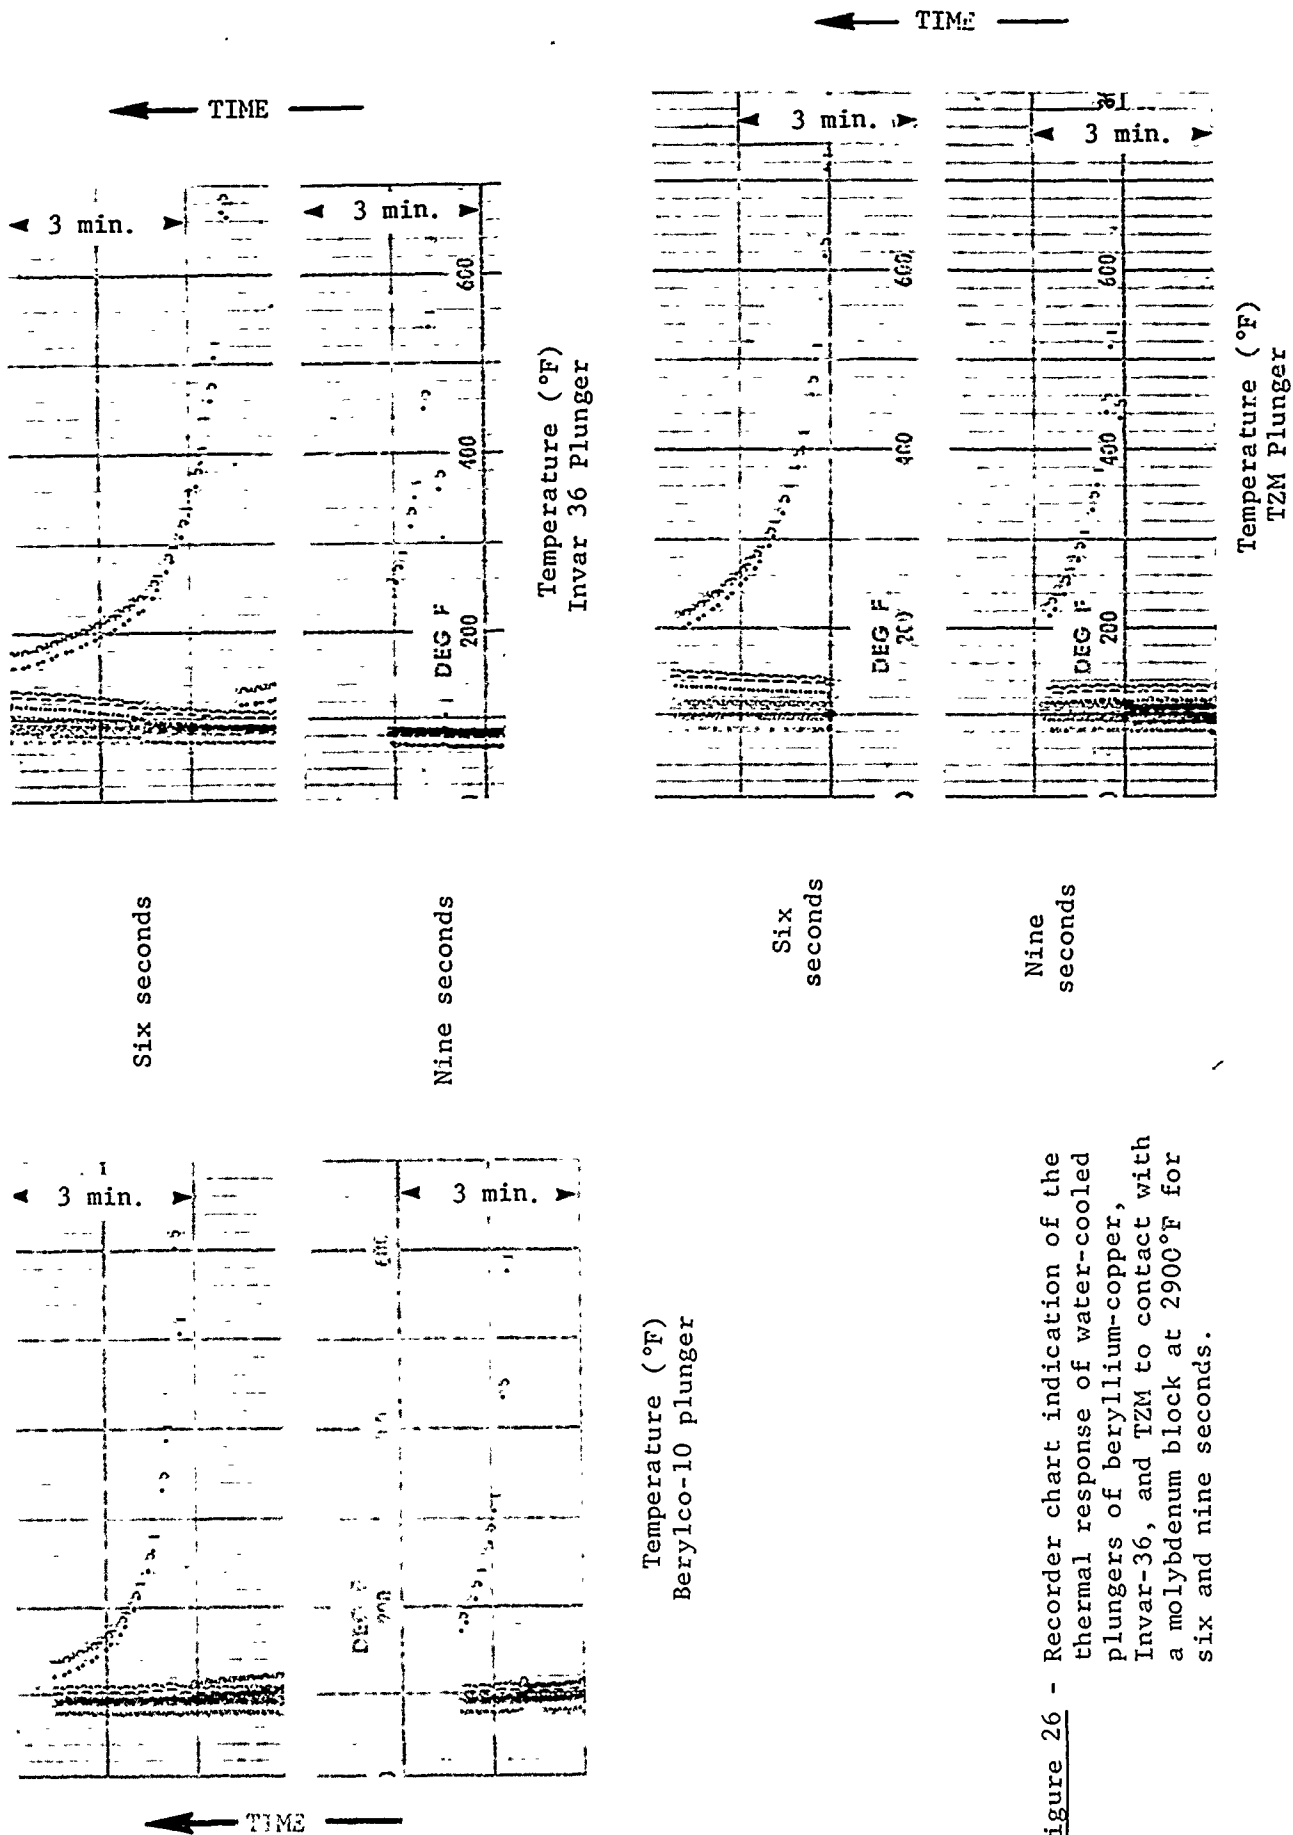 TIME
3 min.
600
400
DEG F
200
3 min.
Temperature (°F)
Invar 36 Plunger
TIME
3 min.
600
400
DEG F
3 min.
600
400
DEG F
200
Temperature (°F)
TZM Plunger
Six seconds
Nine seconds
Six
seconds
Nine
seconds
3 min.
3 min.
Temperature (°F)
Berylco-10 plunger
TIME
igure 26 - Recorder chart indication of the
thermal response of water-cooled
plungers of beryllium-copper,
Invar-36, and TZM to contact with
a molybdenum block at 2900°F for
six and nine seconds.